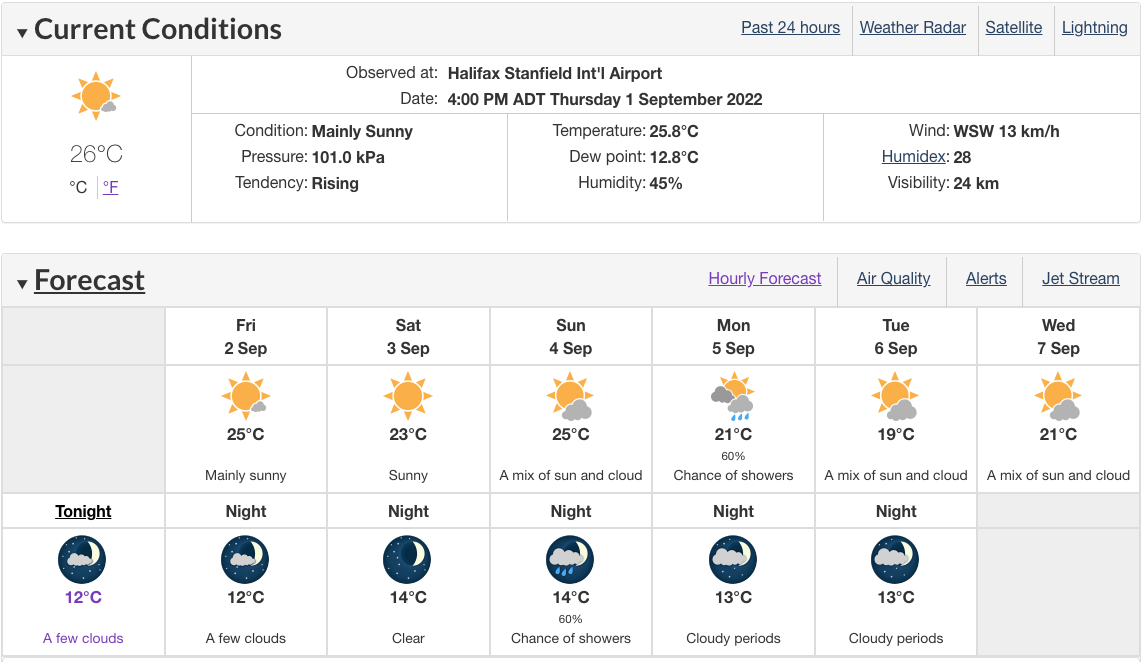 ▼ Current Conditions
Past 24 hours Weather Radar Satellite Lightning
Observed at: Halifax Stanfield Int'l Airport
Date: 4:00 PM ADT Thursday 1 September 2022
26°C
°C °F
Condition: Mainly Sunny
Pressure: 101.0 kPa
Tendency: Rising
Temperature: 25.8°C
Dew point: 12.8°C
Humidity: 45%
Wind: WSW 13 km/h
Humidex: 28
Visibility: 24 km
▼ Forecast
Hourly Forecast Air Quality Alerts Jet Stream
Fri Sat Sun Mon Tue Wed
2 Sep 3 Sep 4 Sep 5 Sep 6 Sep 7 Sep
25°C 23°C 25°C 21°C 19°C 21°C
60%
Mainly sunny Sunny A mix of sun and cloud Chance of showers A mix of sun and cloud A mix of sun and cloud
Tonight Night Night Night Night Night
12°C 12°C 14°C 14°C 13°C 13°C
60%
A few clouds A few clouds Clear Chance of showers Cloudy periods Cloudy periods